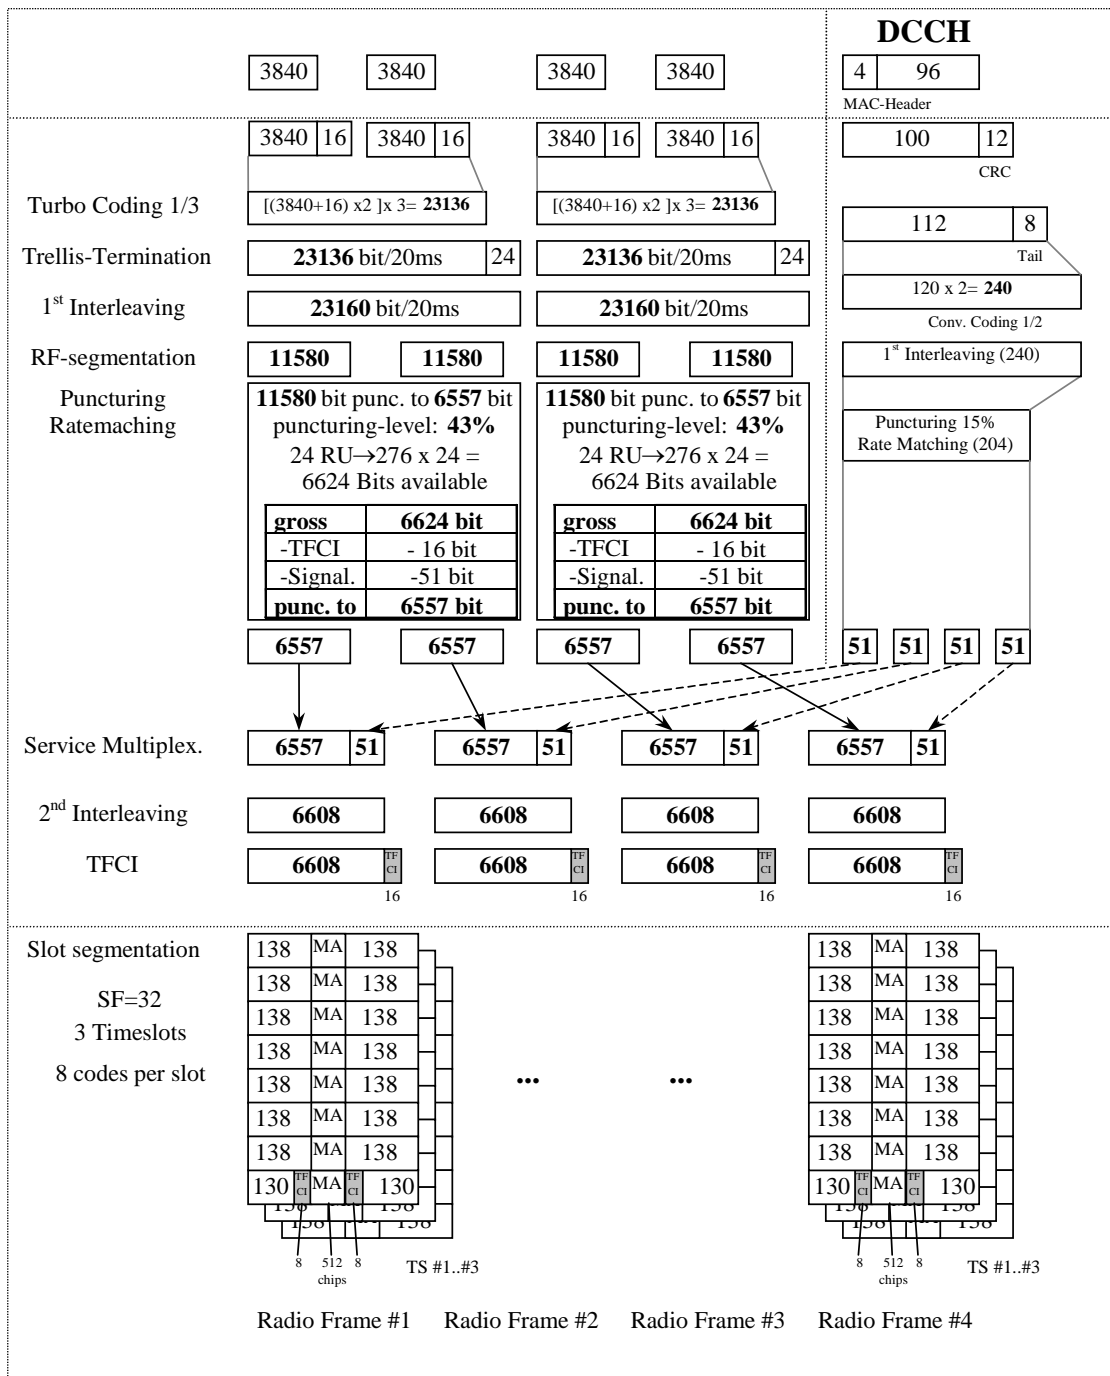 DCCH
3840 3840 3840 3840 4 96
MAC-Header
3840 16 3840 16 3840 16 3840 16 100 12
CRC
Turbo Coding 1/3 [(3840+16) x2 ]x 3= 23136 [(3840+16) x2 ]x 3= 23136
112 8
Tail
Trellis-Termination 23136 bit/20ms 24 23136 bit/20ms 24
120 x 2= 240
Conv. Coding 1/2
1st Interleaving 23160 bit/20ms 23160 bit/20ms
RF-segmentation 11580 11580 11580 11580 1st Interleaving (240)
Puncturing
Ratemaching
11580 bit punc. to 6557 bit
puncturing-level: 43%
24 RU→276 x 24 =
6624 Bits available
gross 6624 bit
-TFCI - 16 bit
-Signal. -51 bit
punc. to 6557 bit
11580 bit punc. to 6557 bit
puncturing-level: 43%
24 RU→276 x 24 =
6624 Bits available
gross 6624 bit
-TFCI - 16 bit
-Signal. -51 bit
punc. to 6557 bit
Puncturing 15%
Rate Matching (204)
6557 6557 6557 6557 51 51 51 51
Service Multiplex. 6557 51 6557 51 6557 51 6557 51
2nd Interleaving 6608 6608 6608 6608
TFCI 6608 TF CI 6608 TF CI 6608 TF CI 6608 TF CI
16 16 16 16
Slot segmentation
SF=32
3 Timeslots
8 codes per slot
138 MA 138 138 MA 138
138 MA 138 138 MA 138
138 MA 138 138 MA 138
138 MA 138 138 MA 138
138 MA 138 ... ... 138 MA 138
138 MA 138 138 MA 138
138 MA 138 138 MA 138
130 TF CI MA TF CI 130 130 TF CI MA TF CI 130
138 138 138 138
138 138 138 138
8 512 8 TS #1..#3 8 512 8 TS #1..#3
chips chips
Radio Frame #1 Radio Frame #2 Radio Frame #3 Radio Frame #4